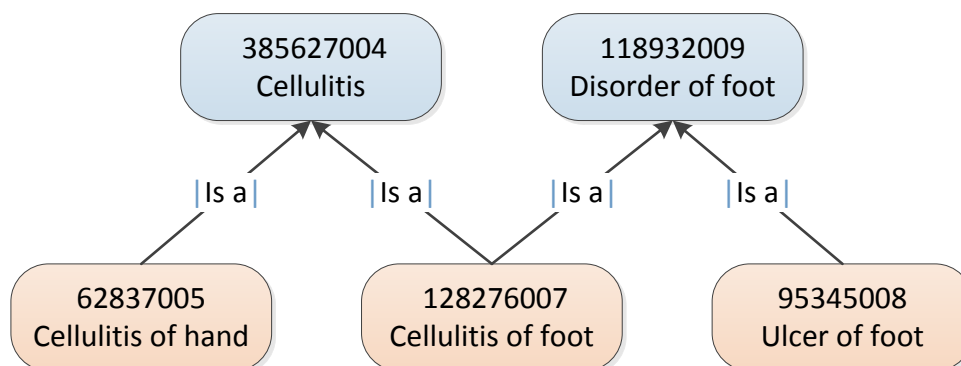 385627004
Cellulitis
118932009
Disorder of foot
|Is a|
|Is a|
|Is a|
|Is a|
62837005
Cellulitis of hand
128276007
Cellulitis of foot
95345008
Ulcer of foot